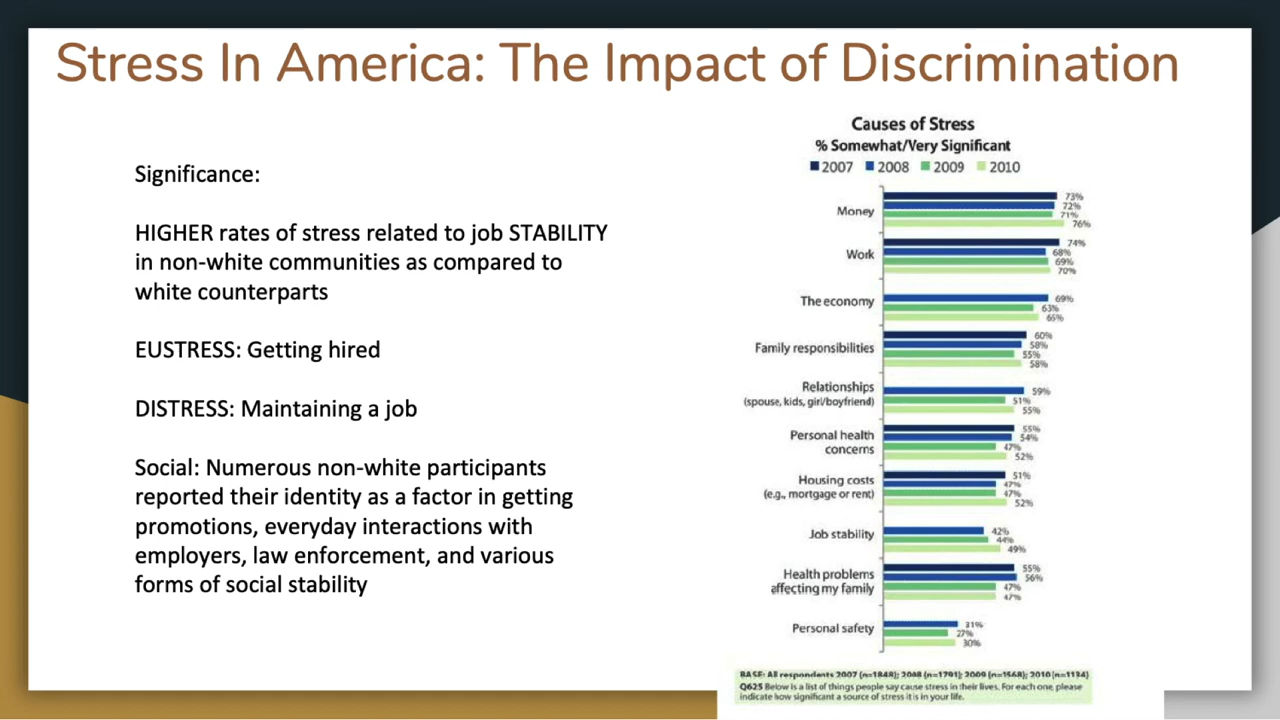 Stress In America: The Impact of Discrimination
Significance:
HIGHER rates of stress related to job STABILITY
in non-white communities as compared to
white counterparts
EUSTRESS: Getting hired
DISTRESS: Maintaining a job
Social: Numerous non-white participants
reported their identity as a factor in getting
promotions, everyday interactions with
employers, law enforcement, and various
forms of social stability
Causes of Stress
% Somewhat/Very Significant
2007 2008 2009 2010
Money
73%
72%
71%
76%
Work
74%
68%
69%
70%
The economy
69%
63%
65%
Family responsibilities
60%
58%
55%
58%
Relationships
(spouse, kids, girl/boyfriend)
59%
51%
55%
Personal health
concerns
55%
54%
47%
52%
Housing costs
(e.g., mortgage or rent)
51%
47%
47%
52%
Job stability
42%
44%
49%
Health problems
affecting my family
55%
56%
47%
47%
Personal safety
31%
27%
30%
BASE: All respondents 2007 (n=1848); 2008 (n=1791); 2009 (n=1568); 2010 (n=1134)
Q625 Below is a list of things people say cause stress in their lives. For each one, please
indicate how significant a source of stress it is in your life.